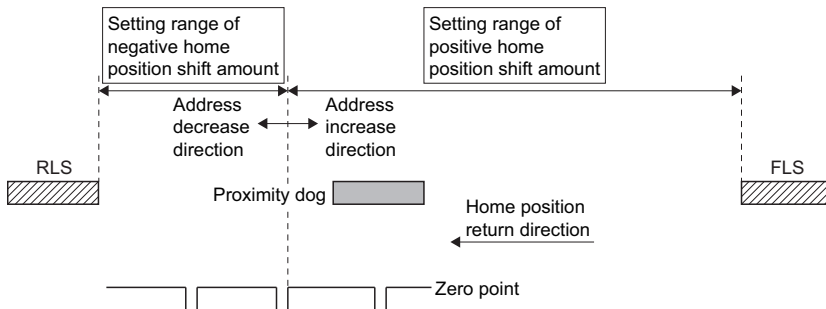 Setting range of
negative home
position shift amount
Setting range of
positive home
position shift amount
Address
decrease
direction
Address
increase
direction
RLS
FLS
Proximity dog
Home position
return direction
Zero point